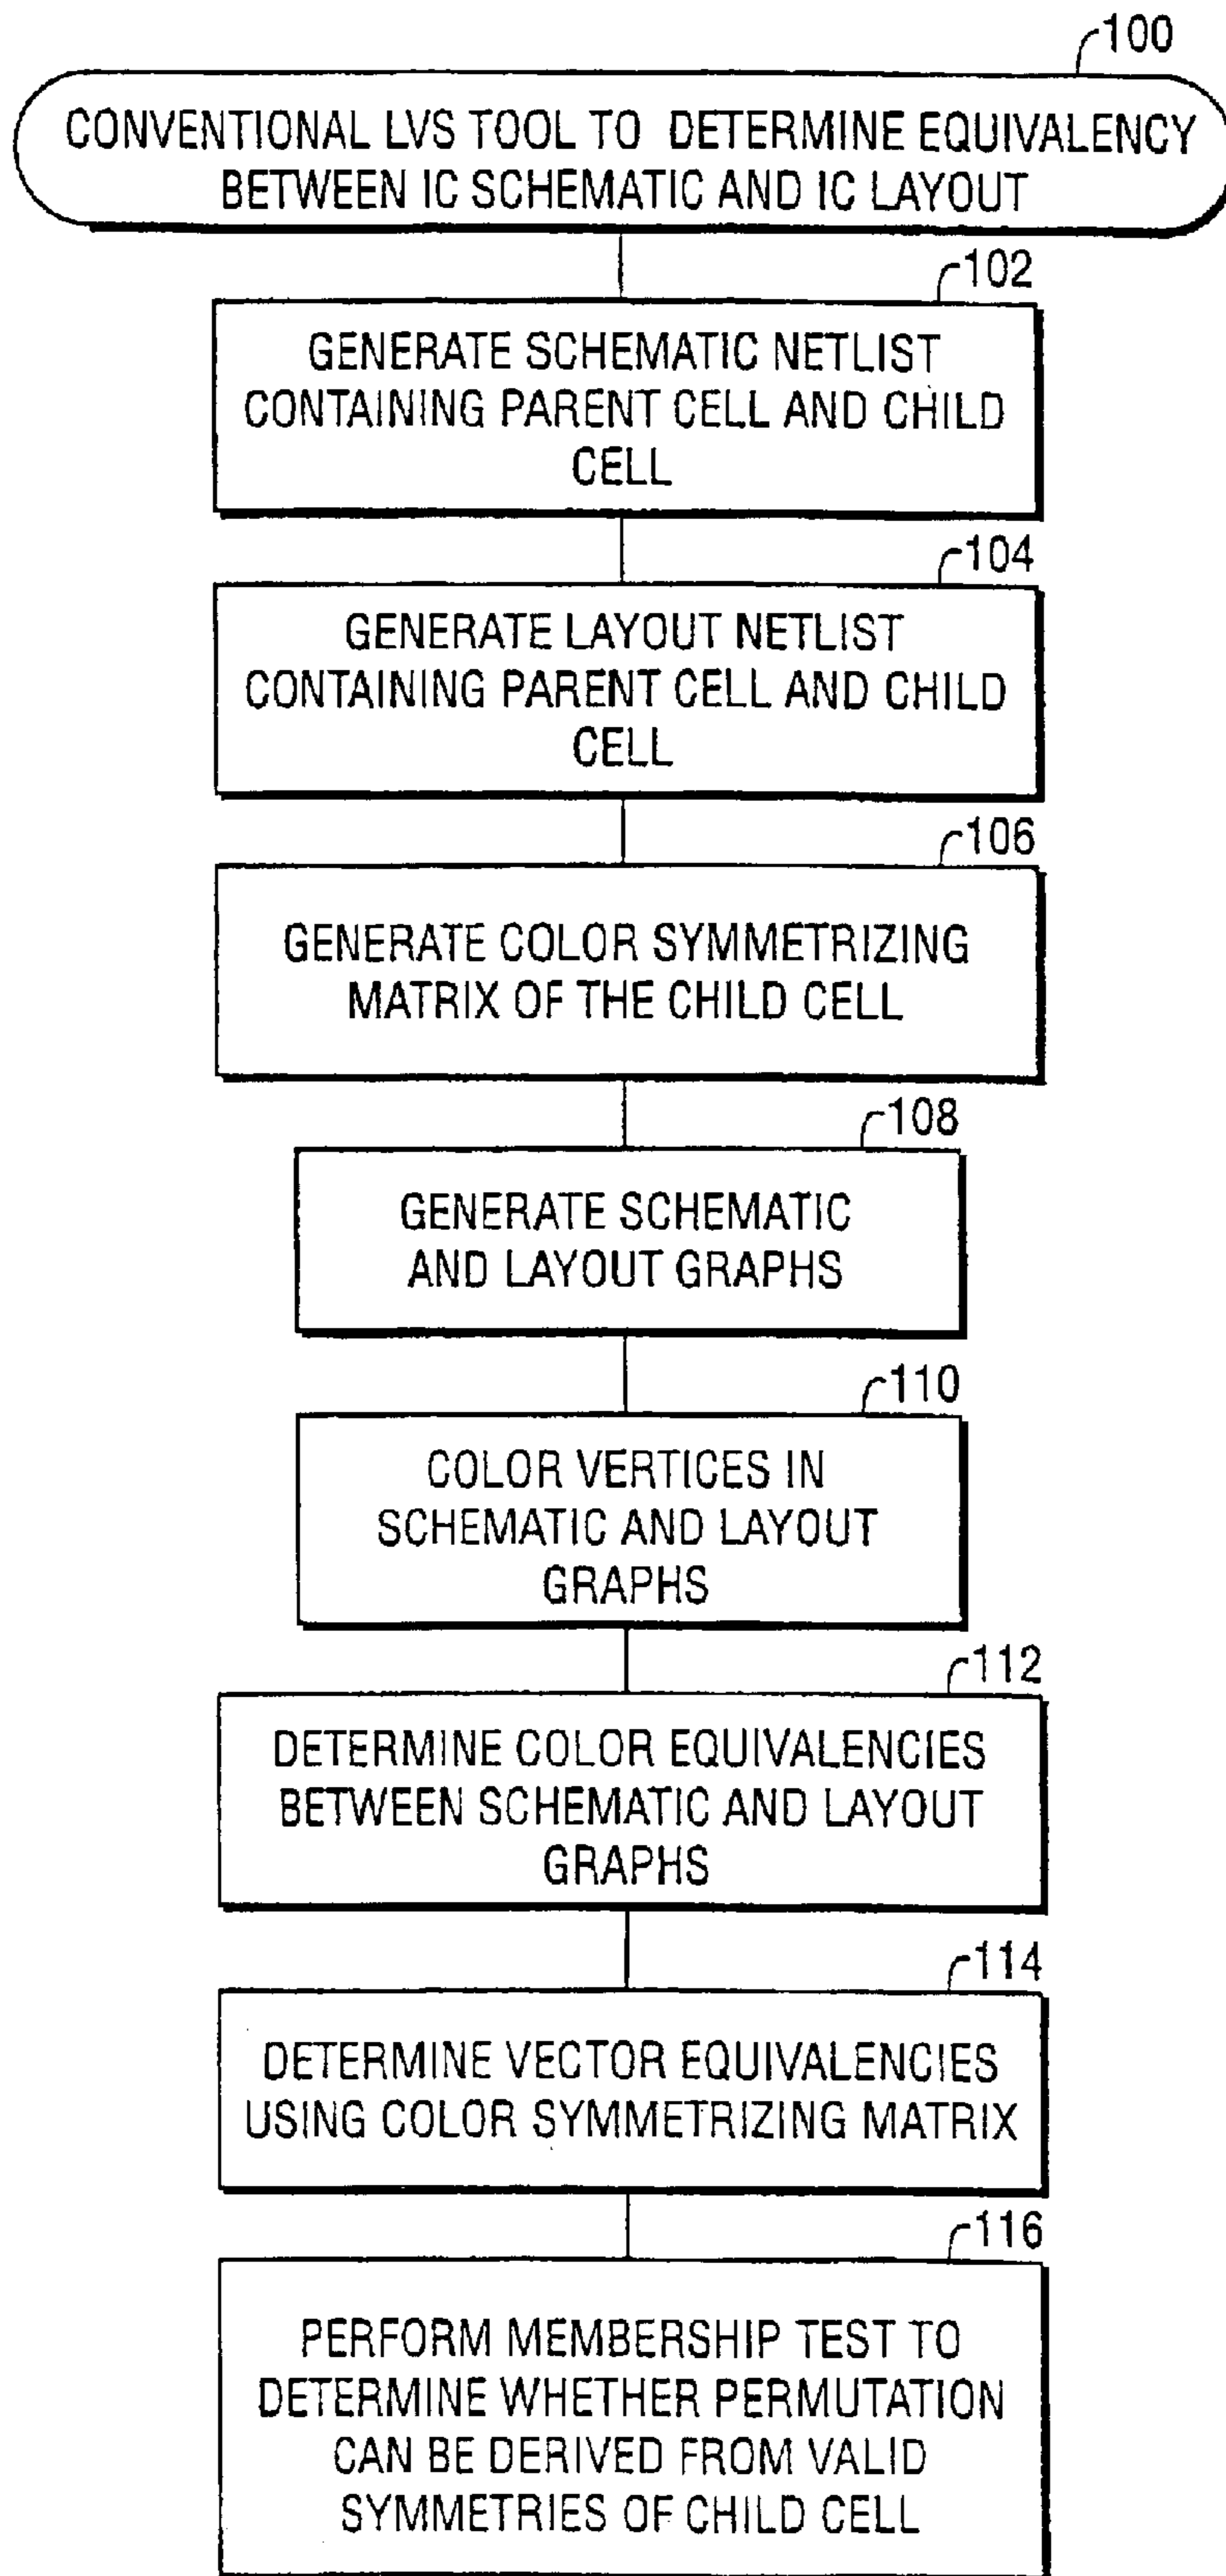 100
CONVENTIONAL LVS TOOL TO DETERMINE EQUIVALENCY
BETWEEN IC SCHEMATIC AND IC LAYOUT
102
GENERATE SCHEMATIC NETLIST
CONTAINING PARENT CELL AND CHILD
CELL
104
GENERATE LAYOUT NETLIST
CONTAINING PARENT CELL AND CHILD
CELL
106
GENERATE COLOR SYMMETRIZING
MATRIX OF THE CHILD CELL
108
GENERATE SCHEMATIC
AND LAYOUT GRAPHS
110
COLOR VERTICES IN
SCHEMATIC AND LAYOUT
GRAPHS
112
DETERMINE COLOR EQUIVALENCIES
BETWEEN SCHEMATIC AND LAYOUT
GRAPHS
114
DETERMINE VECTOR EQUIVALENCIES
USING COLOR SYMMETRIZING MATRIX
116
PERFORM MEMBERSHIP TEST TO
DETERMINE WHETHER PERMUTATION
CAN BE DERIVED FROM VALID
SYMMETRIES OF CHILD CELL